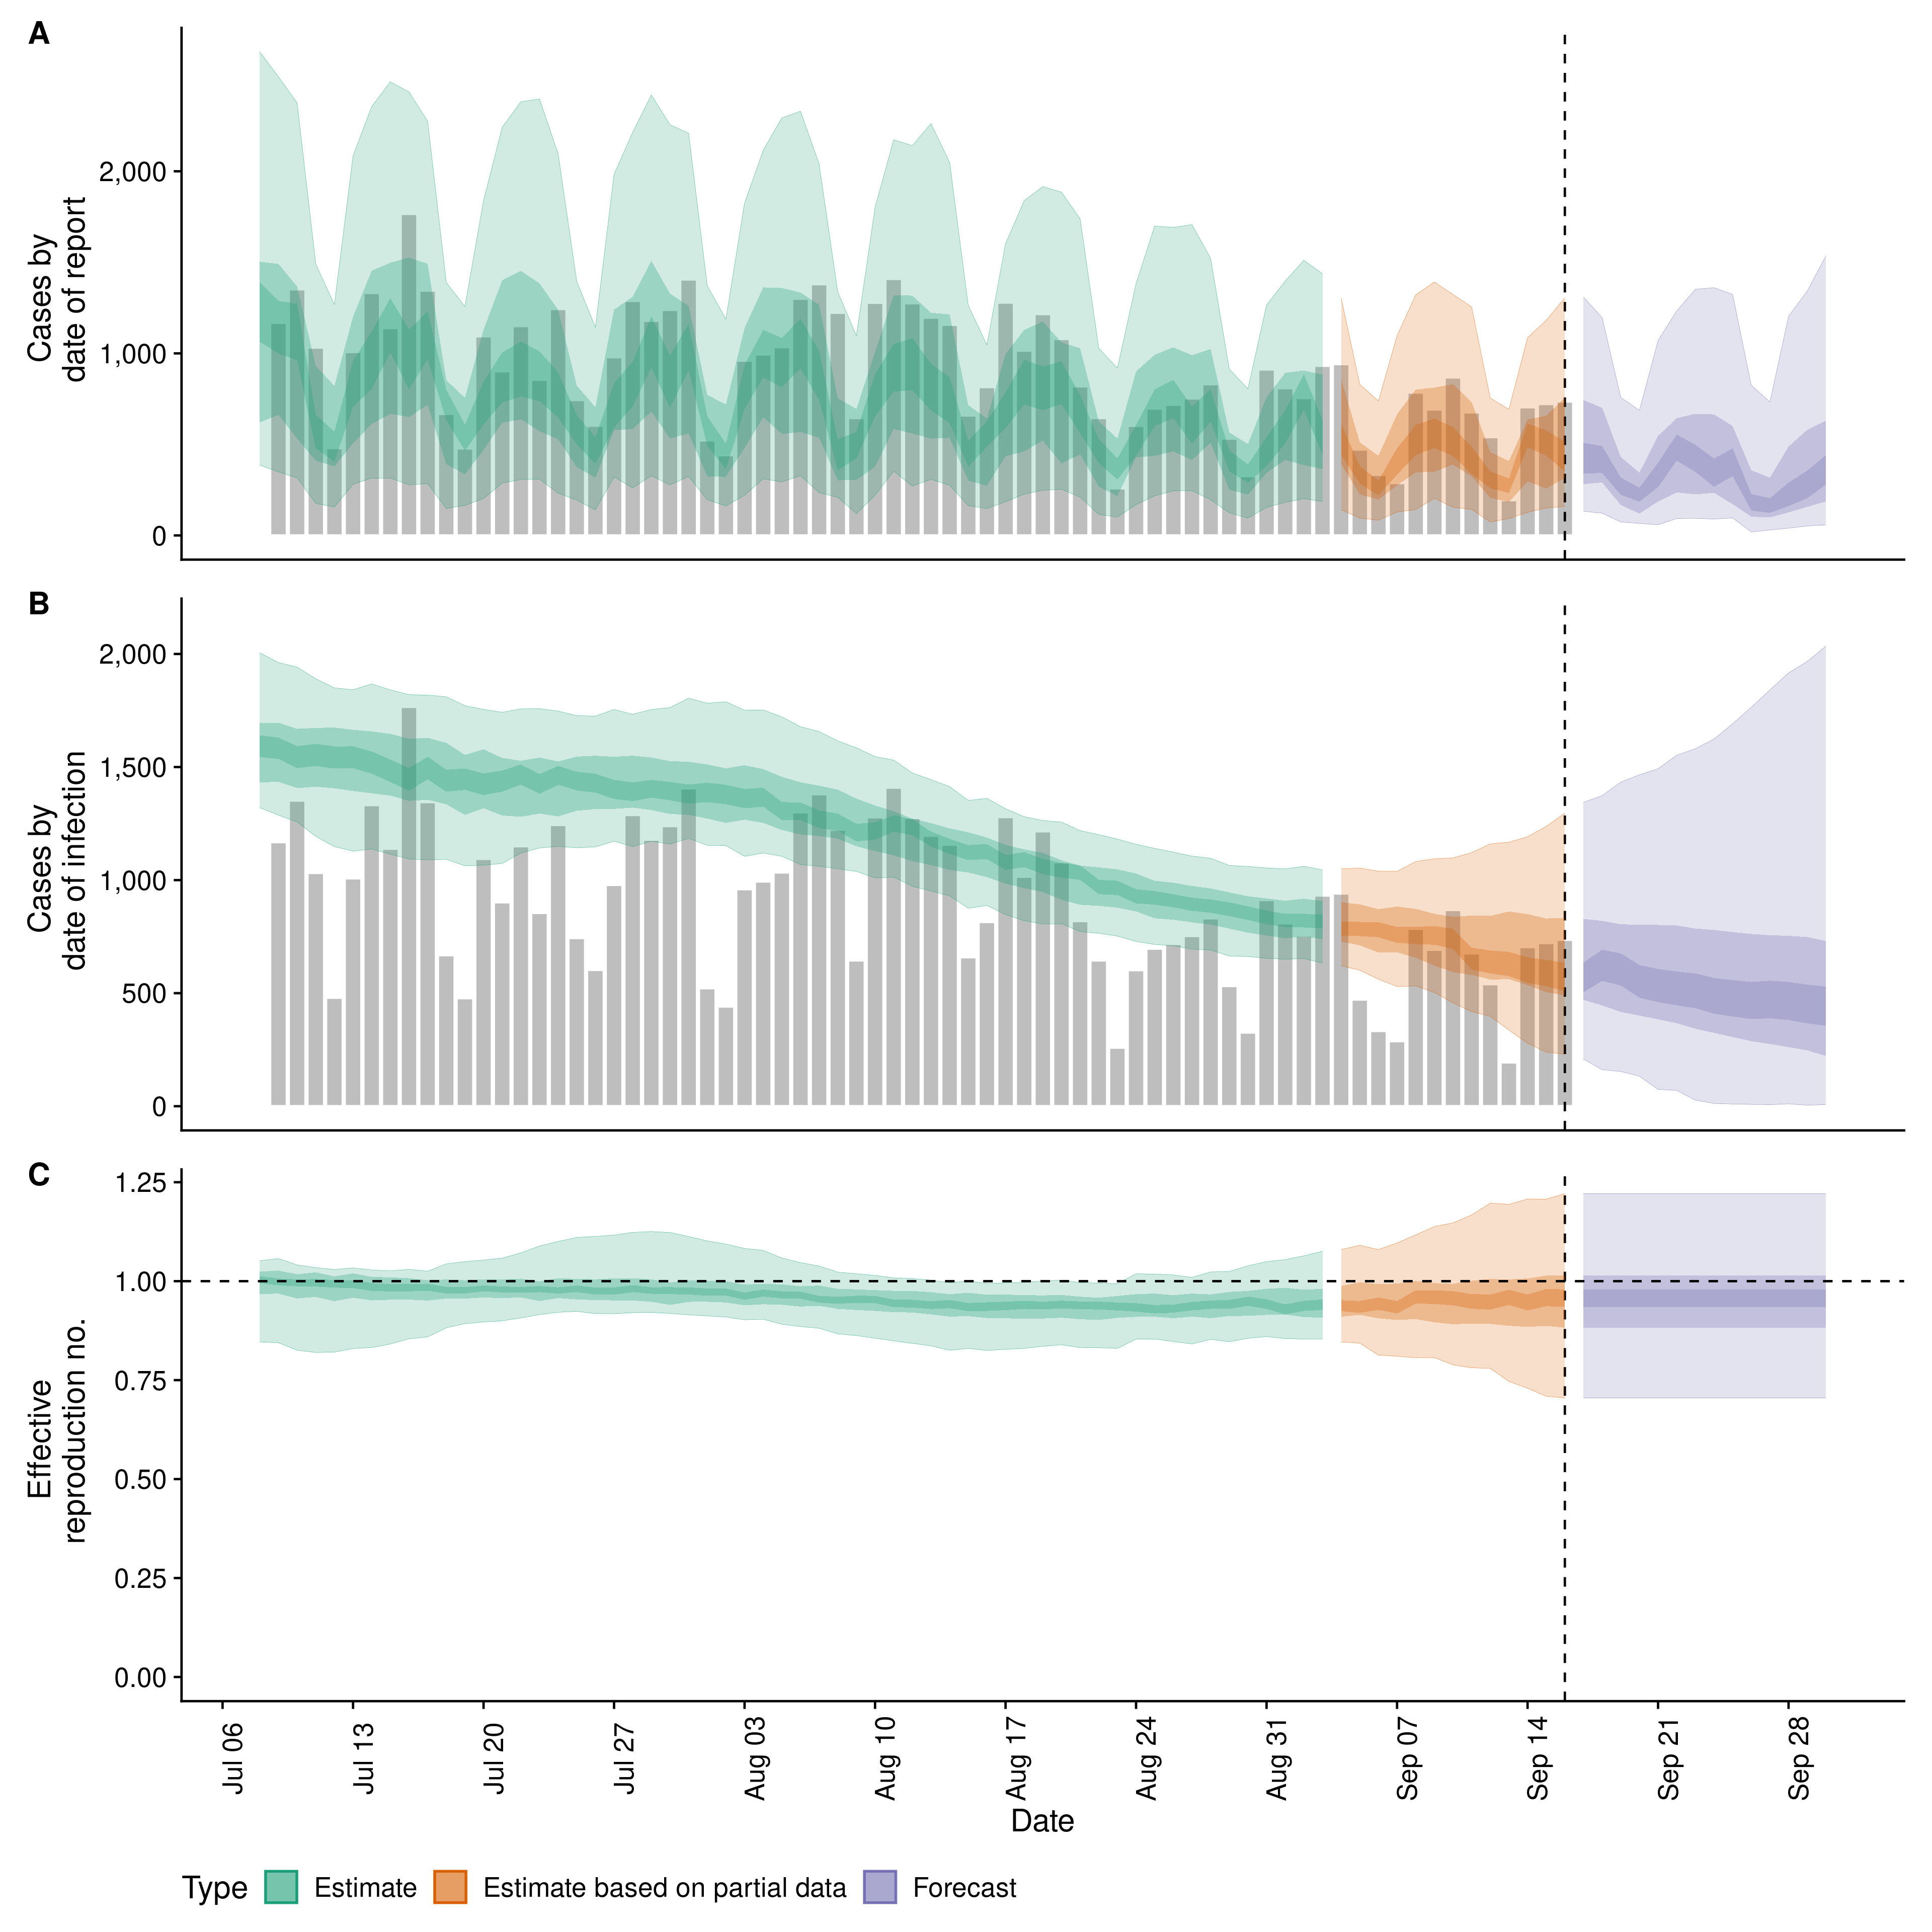 A
Cases by
date of report
2,000
1,000
0
B
Cases by
date of infection
2,000
1,500
1,000
500
0
C
Effective
reproduction no.
1.25
1.00
0.75
0.50
0.25
0.00
Jul 06
Jul 13
Jul 20
Jul 27
Aug 03
Aug 10
Aug 17
Aug 24
Aug 31
Sep 07
Sep 14
Sep 21
Sep 28
Date
Type Estimate Estimate based on partial data Forecast